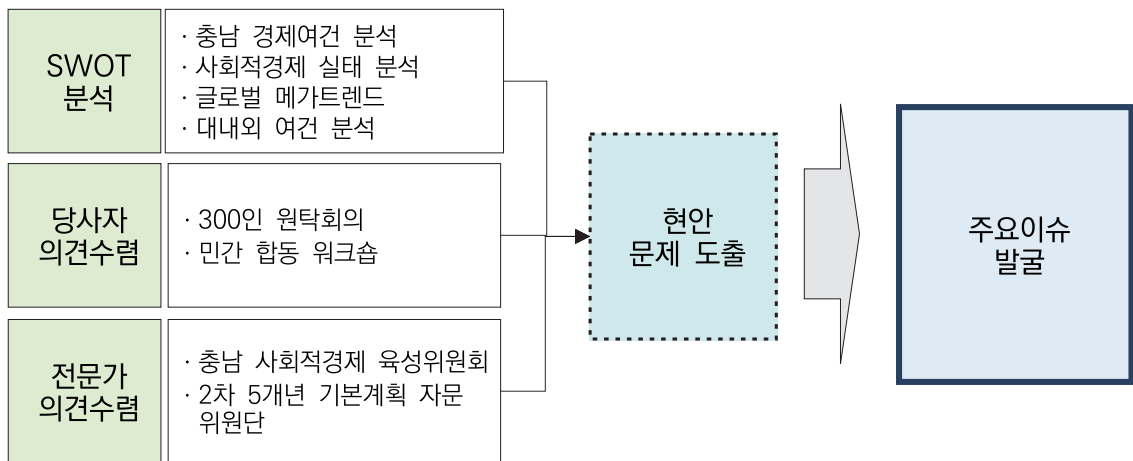 SWOT
분석
· 충남 경제여건 분석
· 사회적경제 실태 분석
· 글로벌 메가트렌드
· 대내외 여건 분석
당사자
의견수렴
· 300인 원탁회의
· 민간 합동 워크숍
전문가
의견수렴
· 충남 사회적경제 육성위원회
· 2차 5개년 기본계획 자문
위원단
현안
문제 도출
주요이슈
발굴